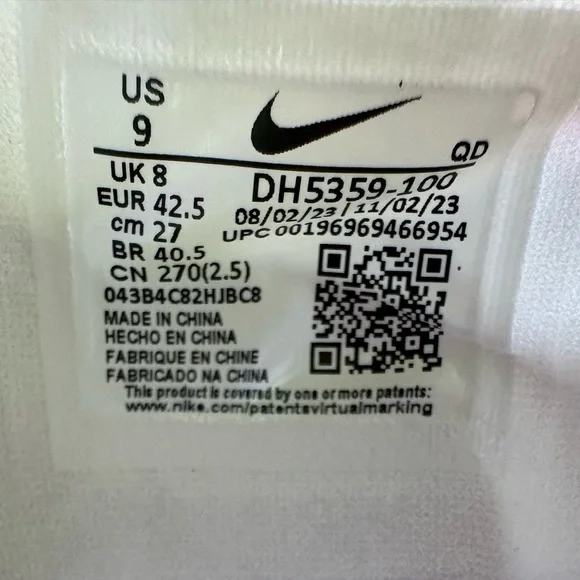 US
9
QD
UK 8
DH5359-100
EUR 42.5
08/02/23 / 11/02/23
cm 27
UPC 00196969466954
BR 40.5
CN 270(2.5)
043B4C82HJBC8
MADE IN CHINA
HECHO EN CHINA
FABRIQUE EN CHINE
FABRICADO NA CHINA
This product is covered by one or more patents:
www.nike.com/patentsvirtualmarking